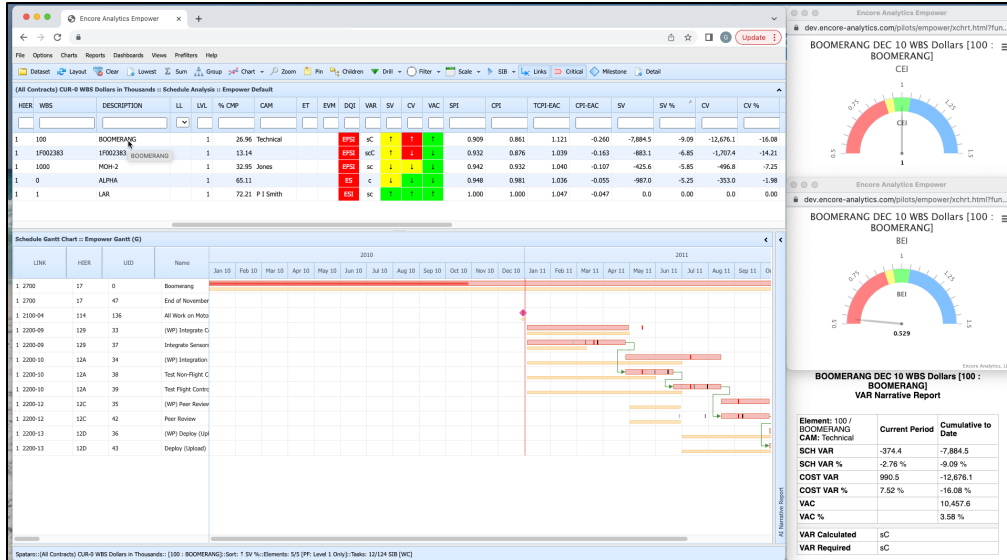 Encore Analytics Empower
Update
File Options Charts Reports Dashboards Views Prefilters Help
Dataset Layout Clear Lowest Σ Sum Group Chart Zoom Pin Children Drill Filter Scale SIB Links Critical Milestone Detail
(All Contracts) CUR-0 WBS Dollars in Thousands :: Schedule Analysis :: Empower Default
HIER WBS DESCRIPTION LL LVL % CMP CAM ET EVM DQI VAR SV CV VAC SPI CPI TCPI-EAC CPI-EAC SV SV % CV CV %
1 100 BOOMERANG 1 26.96 Technical EFSI sC ↑ ↑ ↑ 0.909 0.861 1.121 -0.260 -7,884.5 -9.09 -12,676.1 -16.08
1 1F002383 1F002383 1 13.14 EFSI scC ↑ ↓ ↑ 0.932 0.876 1.039 -0.163 -883.1 -6.85 -1,707.4 -14.21
BOOMERANG
1 1000 MOH-2 1 32.95 Jones EFSI sc ↓ ↓ ↑ 0.942 0.932 1.040 -0.107 -425.6 -5.85 -496.8 -7.25
1 0 ALPHA 1 65.11 ES c ↓ ↓ ↓ 0.948 0.981 1.036 -0.055 -987.0 -5.25 -353.0 -1.98
1 1 LAR 1 72.21 P I Smith ESI sc ↑ ↑ ↓ 1.000 1.000 1.047 -0.047 0.0 0.00 0.0 0.00
Schedule Gantt Chart :: Empower Gantt (G)
LINK HIER UID Name
2010 2011
Jan 10 Feb 10 Mar 10 Apr 10 May 10 Jun 10 Jul 10 Aug 10 Sep 10 Oct 10 Nov 10 Dec 10 Jan 11 Feb 11 Mar 11 Apr 11 May 11 Jun 11 Jul 11 Aug 11 Sep 11
1 2700 17 0 Boomerang
1 2700 17 47 End of November
1 2100-04 114 136 All Work on Moto
1 2200-09 129 33 (WP) Integrate C
1 2200-09 129 37 Integrate Sensor
1 2200-10 12A 34 (WP) Integration
1 2200-10 12A 38 Test Non-Flight C
1 2200-10 12A 39 Test Flight Contro
1 2200-12 12C 35 (WP) Peer Review
1 2200-12 12C 42 Peer Review
1 2200-13 12D 36 (WP) Deploy (Upl
1 2200-13 12D 43 Deploy (Upload)
AI Narrative Report
Spataro::(All Contracts) CUR-0 WBS Dollars in Thousands:: [100 : BOOMERANG]::Sort: ↑ SV %::Elements: 5/5 [PF: Level 1 Only]::Tasks: 12/124 SIB [WC]
Encore Analytics Empower
dev.encore-analytics.com/pilots/empower/xchrt.html?fun...
BOOMERANG DEC 10 WBS Dollars [100 :
BOOMERANG]
CEI
1
0.75 1.25
0.5 1.5
CEI
1
Encore Analytics Empower
dev.encore-analytics.com/pilots/empower/xchrt.html?fun...
BOOMERANG DEC 10 WBS Dollars [100 :
BOOMERANG]
BEI
1
0.75 1.25
0.5 1.5
BEI
0.529
Encore Analytics, L
BOOMERANG DEC 10 WBS Dollars [100 :
BOOMERANG]
VAR Narrative Report
Element: 100 /
BOOMERANG
CAM: Technical
Current Period
Cumulative to
Date
SCH VAR -374.4 -7,884.5
SCH VAR % -2.76 % -9.09 %
COST VAR 990.5 -12,676.1
COST VAR % 7.52 % -16.08 %
VAC 10,457.6
VAC % 3.58 %
VAR Calculated sC
VAR Required sC